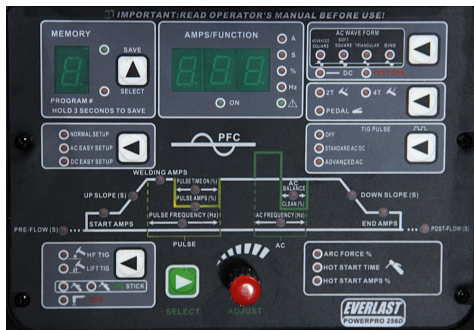 IMPORTANT:READ OPERATOR'S MANUAL BEFORE USE!
MEMORY
SAVE
SELECT
PROGRAM #
HOLD 3 SECONDS TO SAVE
AMPS/FUNCTION
A
S
%
Hz
ON
AC WAVE FORM
ADVANCED SQUARE
SOFT SQUARE
TRIANGULAR
SINE
DC
2T
4T
PEDAL
NORMAL SETUP
AC EASY SETUP
DC EASY SETUP
PFC
TIG PULSE
OFF
STANDARD AC/DC
ADVANCED AC
WELDING AMPS
PULSE TIME ON (%)
PULSE AMPS (%)
AC BALANCE
CLEAN (%)
UP SLOPE (S)
DOWN SLOPE (S)
START AMPS
PULSE FREQUENCY (Hz)
AC FREQUENCY (Hz)
END AMPS
PRE-FLOW (S)
POST-FLOW (S)
PULSE
AC
HF TIG
LIFT TIG
STICK
SELECT
ADJUST
ARC FORCE %
HOT START TIME
HOT START AMPS %
EVERLAST
POWERPRO 256D